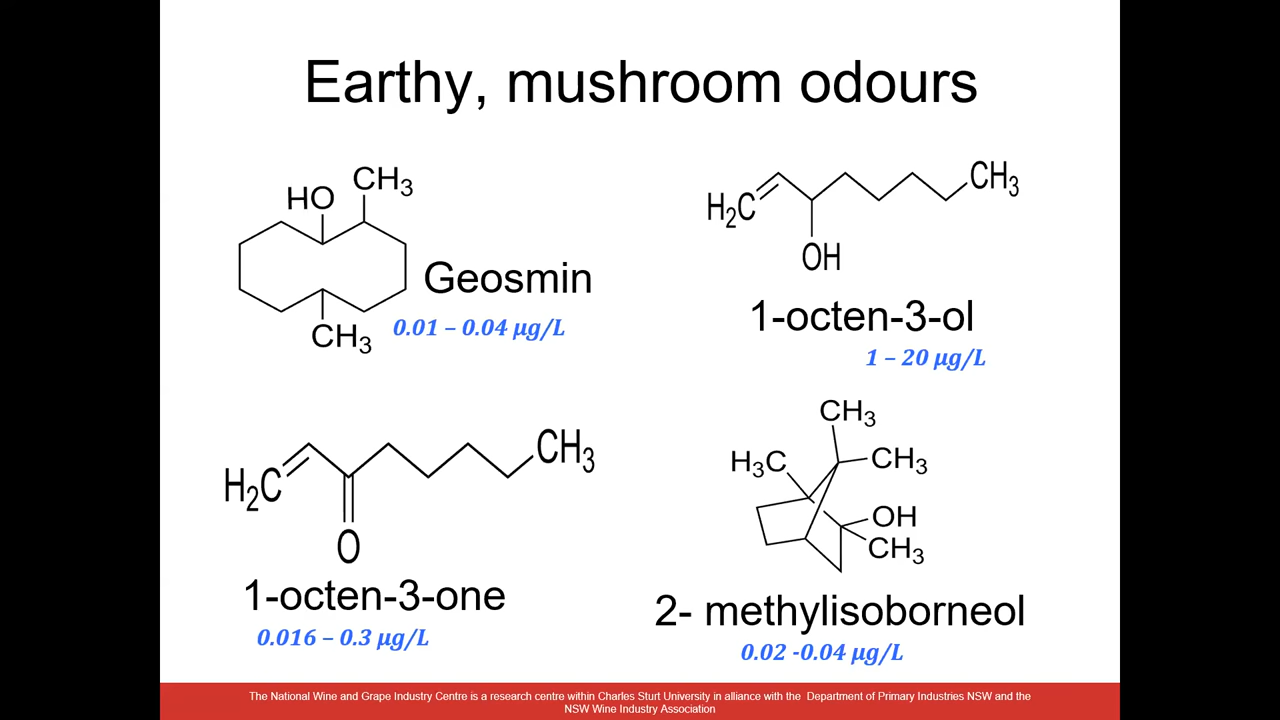 Earthy, mushroom odours
HO
CH3
Geosmin
0.01 – 0.04 µg/L
CH3
H2C
CH3
OH
1-octen-3-ol
1 – 20 µg/L
H2C
CH3
O
1-octen-3-one
0.016 – 0.3 µg/L
CH3
H3C
CH3
OH
CH3
2- methylisoborneol
0.02 -0.04 µg/L
The National Wine and Grape Industry Centre is a research centre within Charles Sturt University in alliance with the Department of Primary Industries NSW and the
NSW Wine Industry Association